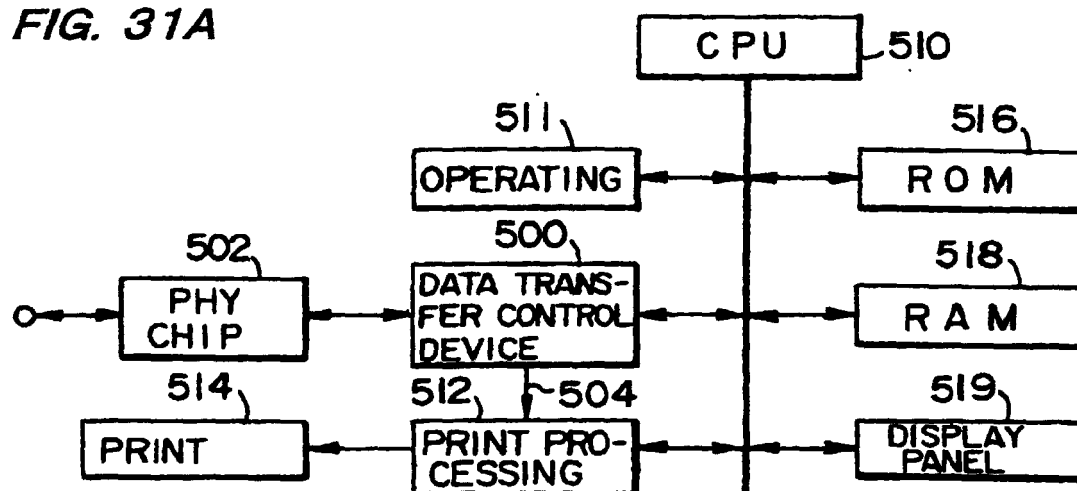 FIG. 31A
CPU
510
511
516
OPERATING
ROM
502
500
518
PHY
CHIP
DATA TRANS-
FER CONTROL
DEVICE
RAM
514
512
504
519
PRINT
PRINT PRO-
CESSING
DISPLAY
PANEL